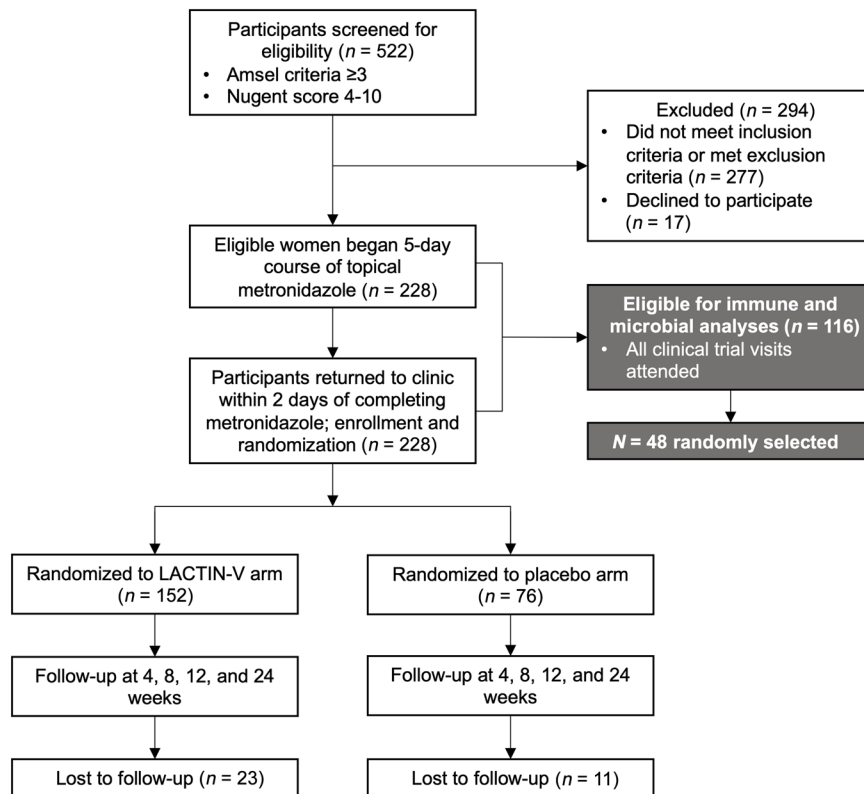 Participants screened for
eligibility (n = 522)
• Amsel criteria ≥3
• Nugent score 4-10
Excluded (n = 294)
• Did not meet inclusion
criteria or met exclusion
criteria (n = 277)
• Declined to participate
(n = 17)
Eligible women began 5-day
course of topical
metronidazole (n = 228)
Eligible for immune and
microbial analyses (n = 116)
• All clinical trial visits
attended
Participants returned to clinic
within 2 days of completing
metronidazole; enrollment and
randomization (n = 228)
N = 48 randomly selected
Randomized to LACTIN-V arm
(n = 152)
Randomized to placebo arm
(n = 76)
Follow-up at 4, 8, 12, and 24
weeks
Follow-up at 4, 8, 12, and 24
weeks
Lost to follow-up (n = 23)
Lost to follow-up (n = 11)